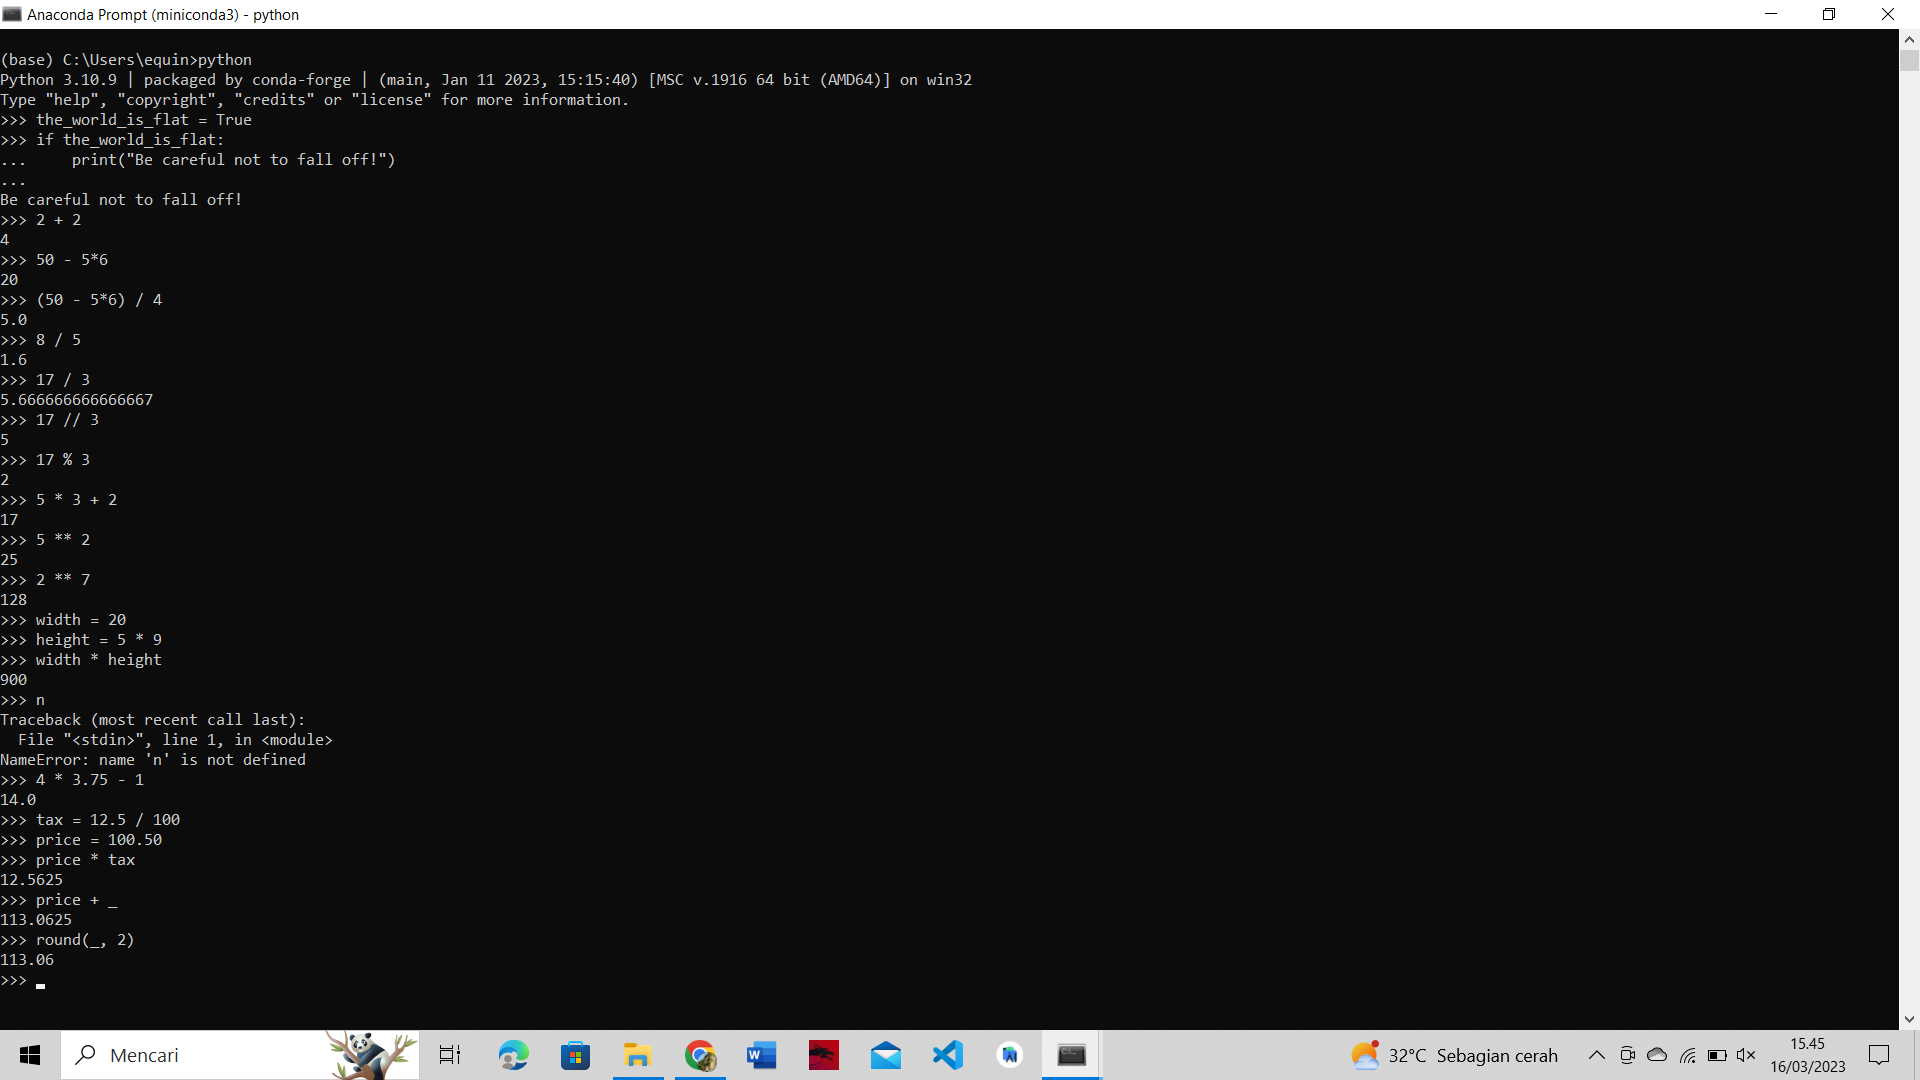 Anaconda Prompt (miniconda3) - python
(base) C:\Users\equin>python
Python 3.10.9 | packaged by conda-forge | (main, Jan 11 2023, 15:15:40) [MSC v.1916 64 bit (AMD64)] on win32
Type "help", "copyright", "credits" or "license" for more information.
>>> the_world_is_flat = True
>>> if the_world_is_flat:
...     print("Be careful not to fall off!")
...
Be careful not to fall off!
>>> 2 + 2
4
>>> 50 - 5*6
20
>>> (50 - 5*6) / 4
5.0
>>> 8 / 5
1.6
>>> 17 / 3
5.666666666666667
>>> 17 // 3
5
>>> 17 % 3
2
>>> 5 * 3 + 2
17
>>> 5 ** 2
25
>>> 2 ** 7
128
>>> width = 20
>>> height = 5 * 9
>>> width * height
900
>>> n
Traceback (most recent call last):
  File "<stdin>", line 1, in <module>
NameError: name 'n' is not defined
>>> 4 * 3.75 - 1
14.0
>>> tax = 12.5 / 100
>>> price = 100.50
>>> price * tax
12.5625
>>> price + _
113.0625
>>> round(_, 2)
113.06
>>>
Mencari
32°C Sebagian cerah
15.45
16/03/2023